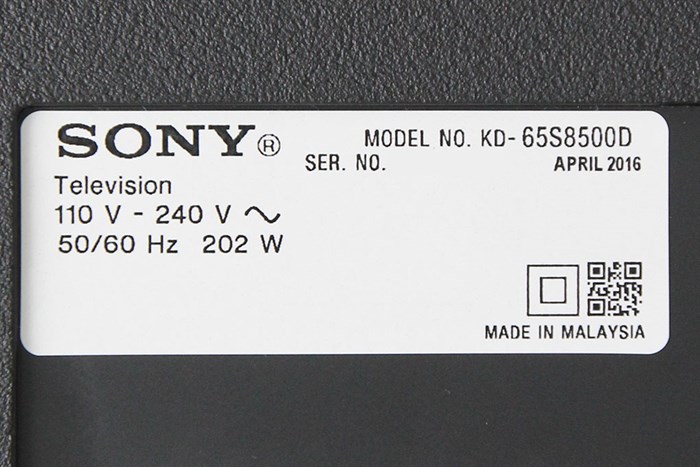 SONY®
MODEL NO. KD-65S8500D
SER. NO.
APRIL 2016
Television
110 V - 240 V ~
50/60 Hz 202 W
MADE IN MALAYSIA